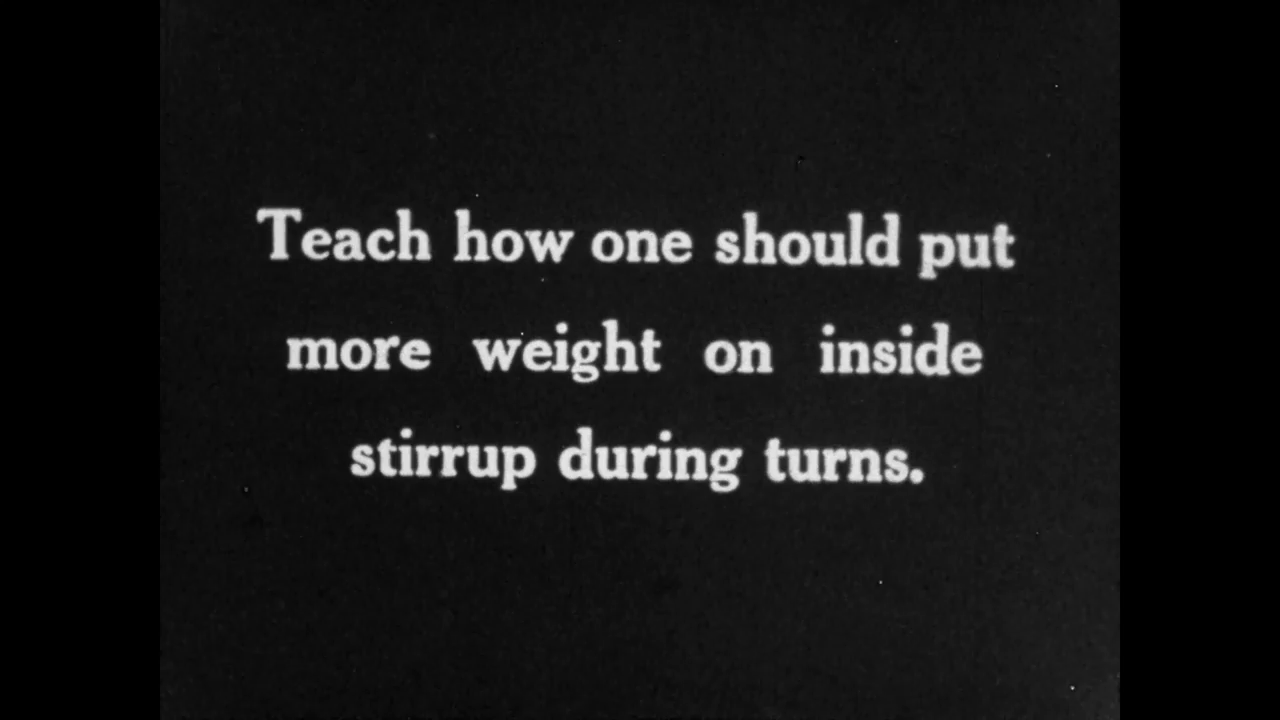 Teach how one should put
more weight on inside
stirrup during turns.